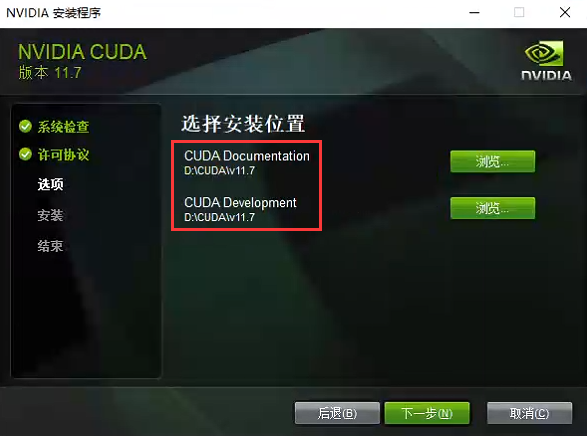 NVIDIA 安装程序
NVIDIA CUDA
版本 11.7
NVIDIA
系统检查
许可协议
选项
安装
结束
选择安装位置
CUDA Documentation
D:\CUDA\v11.7
浏览...
CUDA Development
D:\CUDA\v11.7
浏览...
后退(B)
下一步(N)
取消(C)